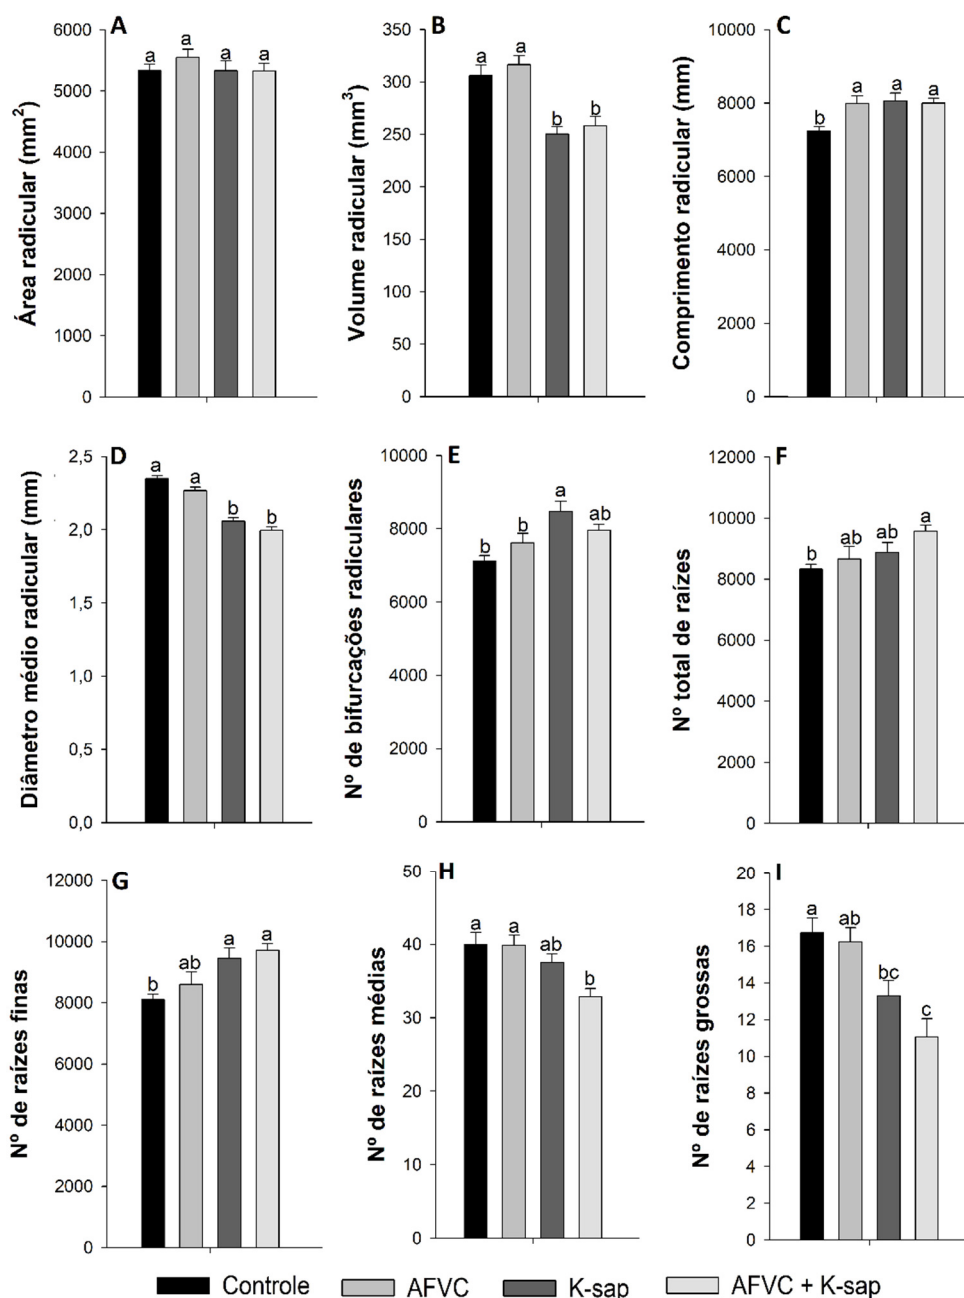 A
Área radicular (mm²)
6000
5000
4000
3000
2000
1000
0
a
a
a
a
B
Volume radicular (mm³)
350
300
250
200
150
100
50
0
a
a
b
b
C
Comprimento radicular (mm)
10000
8000
6000
4000
2000
0
b
a
a
a
D
Diâmetro médio radicular (mm)
2,5
2,0
1,5
1,0
0,5
0,0
a
a
b
b
E
Nº de bifurcações radiculares
10000
8000
6000
4000
2000
0
b
b
a
ab
F
Nº total de raízes
12000
10000
8000
6000
4000
2000
0
b
ab
ab
a
G
Nº de raízes finas
12000
10000
8000
6000
4000
2000
0
b
ab
a
a
H
Nº de raízes médias
50
40
30
20
10
0
a
a
ab
b
I
Nº de raízes grossas
20
18
16
14
12
10
8
6
4
2
0
a
ab
bc
c
Controle
AFVC
K-sap
AFVC + K-sap